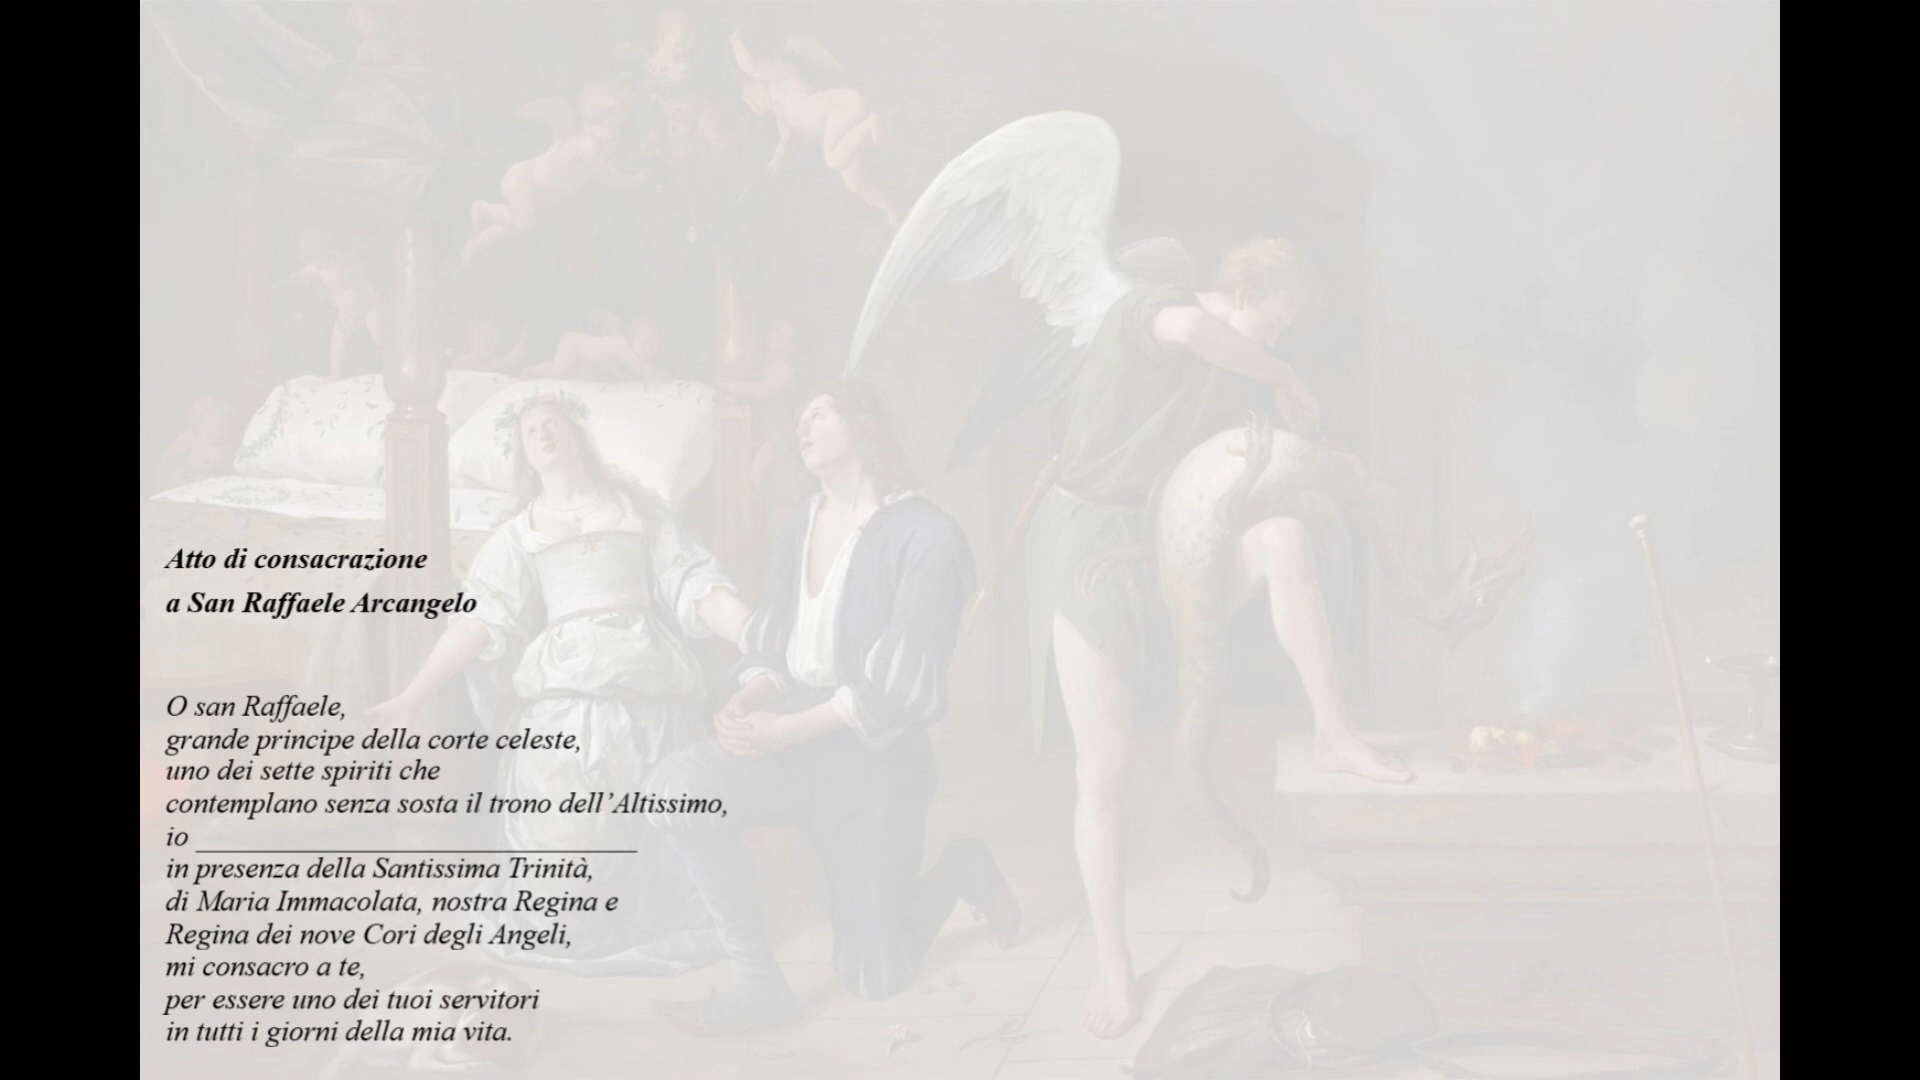 Atto di consacrazione
a San Raffaele Arcangelo
O san Raffaele,
grande principe della corte celeste,
uno dei sette spiriti che
contemplano senza sosta il trono dell’Altissimo,
io ______________________________
in presenza della Santissima Trinità,
di Maria Immacolata, nostra Regina e
Regina dei nove Cori degli Angeli,
mi consacro a te,
per essere uno dei tuoi servitori
in tutti i giorni della mia vita.